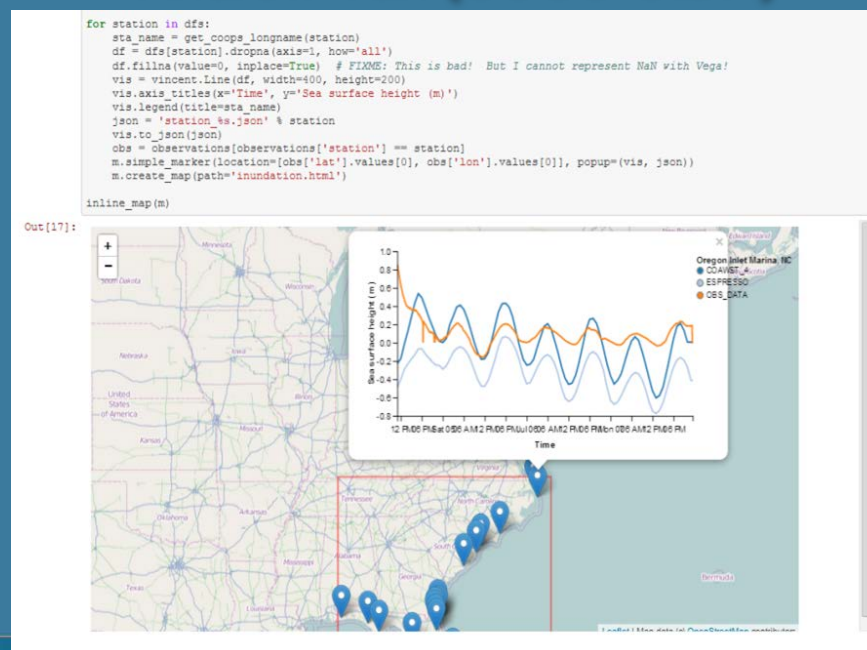 for station in dfs:
    sta_name = get_coops_longname(station)
    df = dfs[station].dropna(axis=1, how='all')
    df.fillna(value=0, inplace=True)  # FIXME: This is bad!  But I cannot represent NaN with Vega!
    vis = vincent.Line(df, width=400, height=200)
    vis.axis_titles(x='Time', y='Sea surface height (m)')
    vis.legend(title=sta_name)
    json = 'station_%s.json' % station
    vis.to_json(json)
    obs = observations[observations['station'] == station]
    m.simple_marker(location=[obs['lat'].values[0], obs['lon'].values[0]], popup=(vis, json))
    m.create_map(path='inundation.html')
inline_map(m)
Out[17]:
+
−
Minnesota
South Dakota
Wisconsin
Nebraska
Iowa
United
States
of America
Illinois
Kansas
Missouri
×
Oregon Inlet Marina, NC
COAWST_4
ESPRESSO
OBS_DATA
Sea surface height (m)
1.0
0.8
0.6
0.4
0.2
0.0
-0.2
-0.4
-0.6
-0.8
Time
Virginia
Tennessee
North Carolina
Oklahoma
Arkansas
South
Mississippi
Alabama
Georgia
Texas
Louisiana
Bermuda
Leaflet | Map data (c) OpenStreetMap contributors